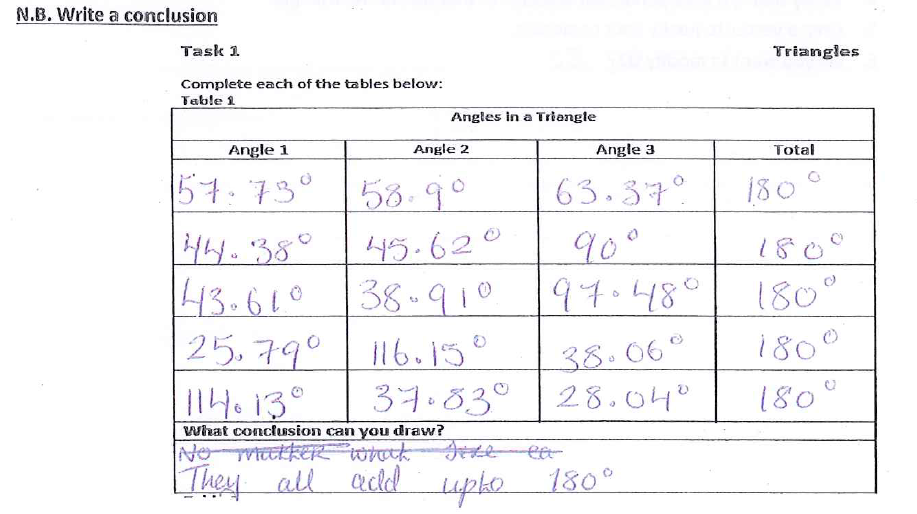 N.B. Write a conclusion
Task 1 Triangles
Complete each of the tables below:
Table 1
Angles in a Triangle
Angle 1 Angle 2 Angle 3 Total
57.73° 58.9° 63.37° 180°
44.38° 45.62° 90° 180°
43.61° 38.91° 97.48° 180°
25.79° 116.15° 38.06° 180°
114.13° 37.83° 28.04° 180°
What conclusion can you draw?
No matter what size ea
They all add upto 180°